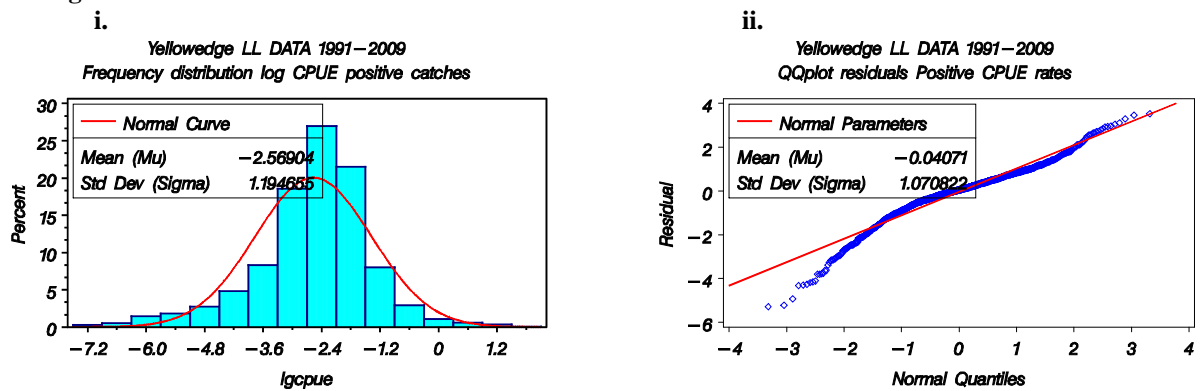 i.
Yellowedge LL DATA 1991–2009
Frequency distribution log CPUE positive catches
30
25
20
15
10
5
0
Percent
Normal Curve
Mean (Mu) −2.56904
Std Dev (Sigma) 1.194655
−7.2 −6.0 −4.8 −3.6 −2.4 −1.2 0 1.2
lgcpue
ii.
Yellowedge LL DATA 1991–2009
QQplot residuals Positive CPUE rates
4
2
0
−2
−4
−6
Residual
Normal Parameters
Mean (Mu) −0.04071
Std Dev (Sigma) 1.070822
−4 −3 −2 −1 0 1 2 3 4
Normal Quantiles